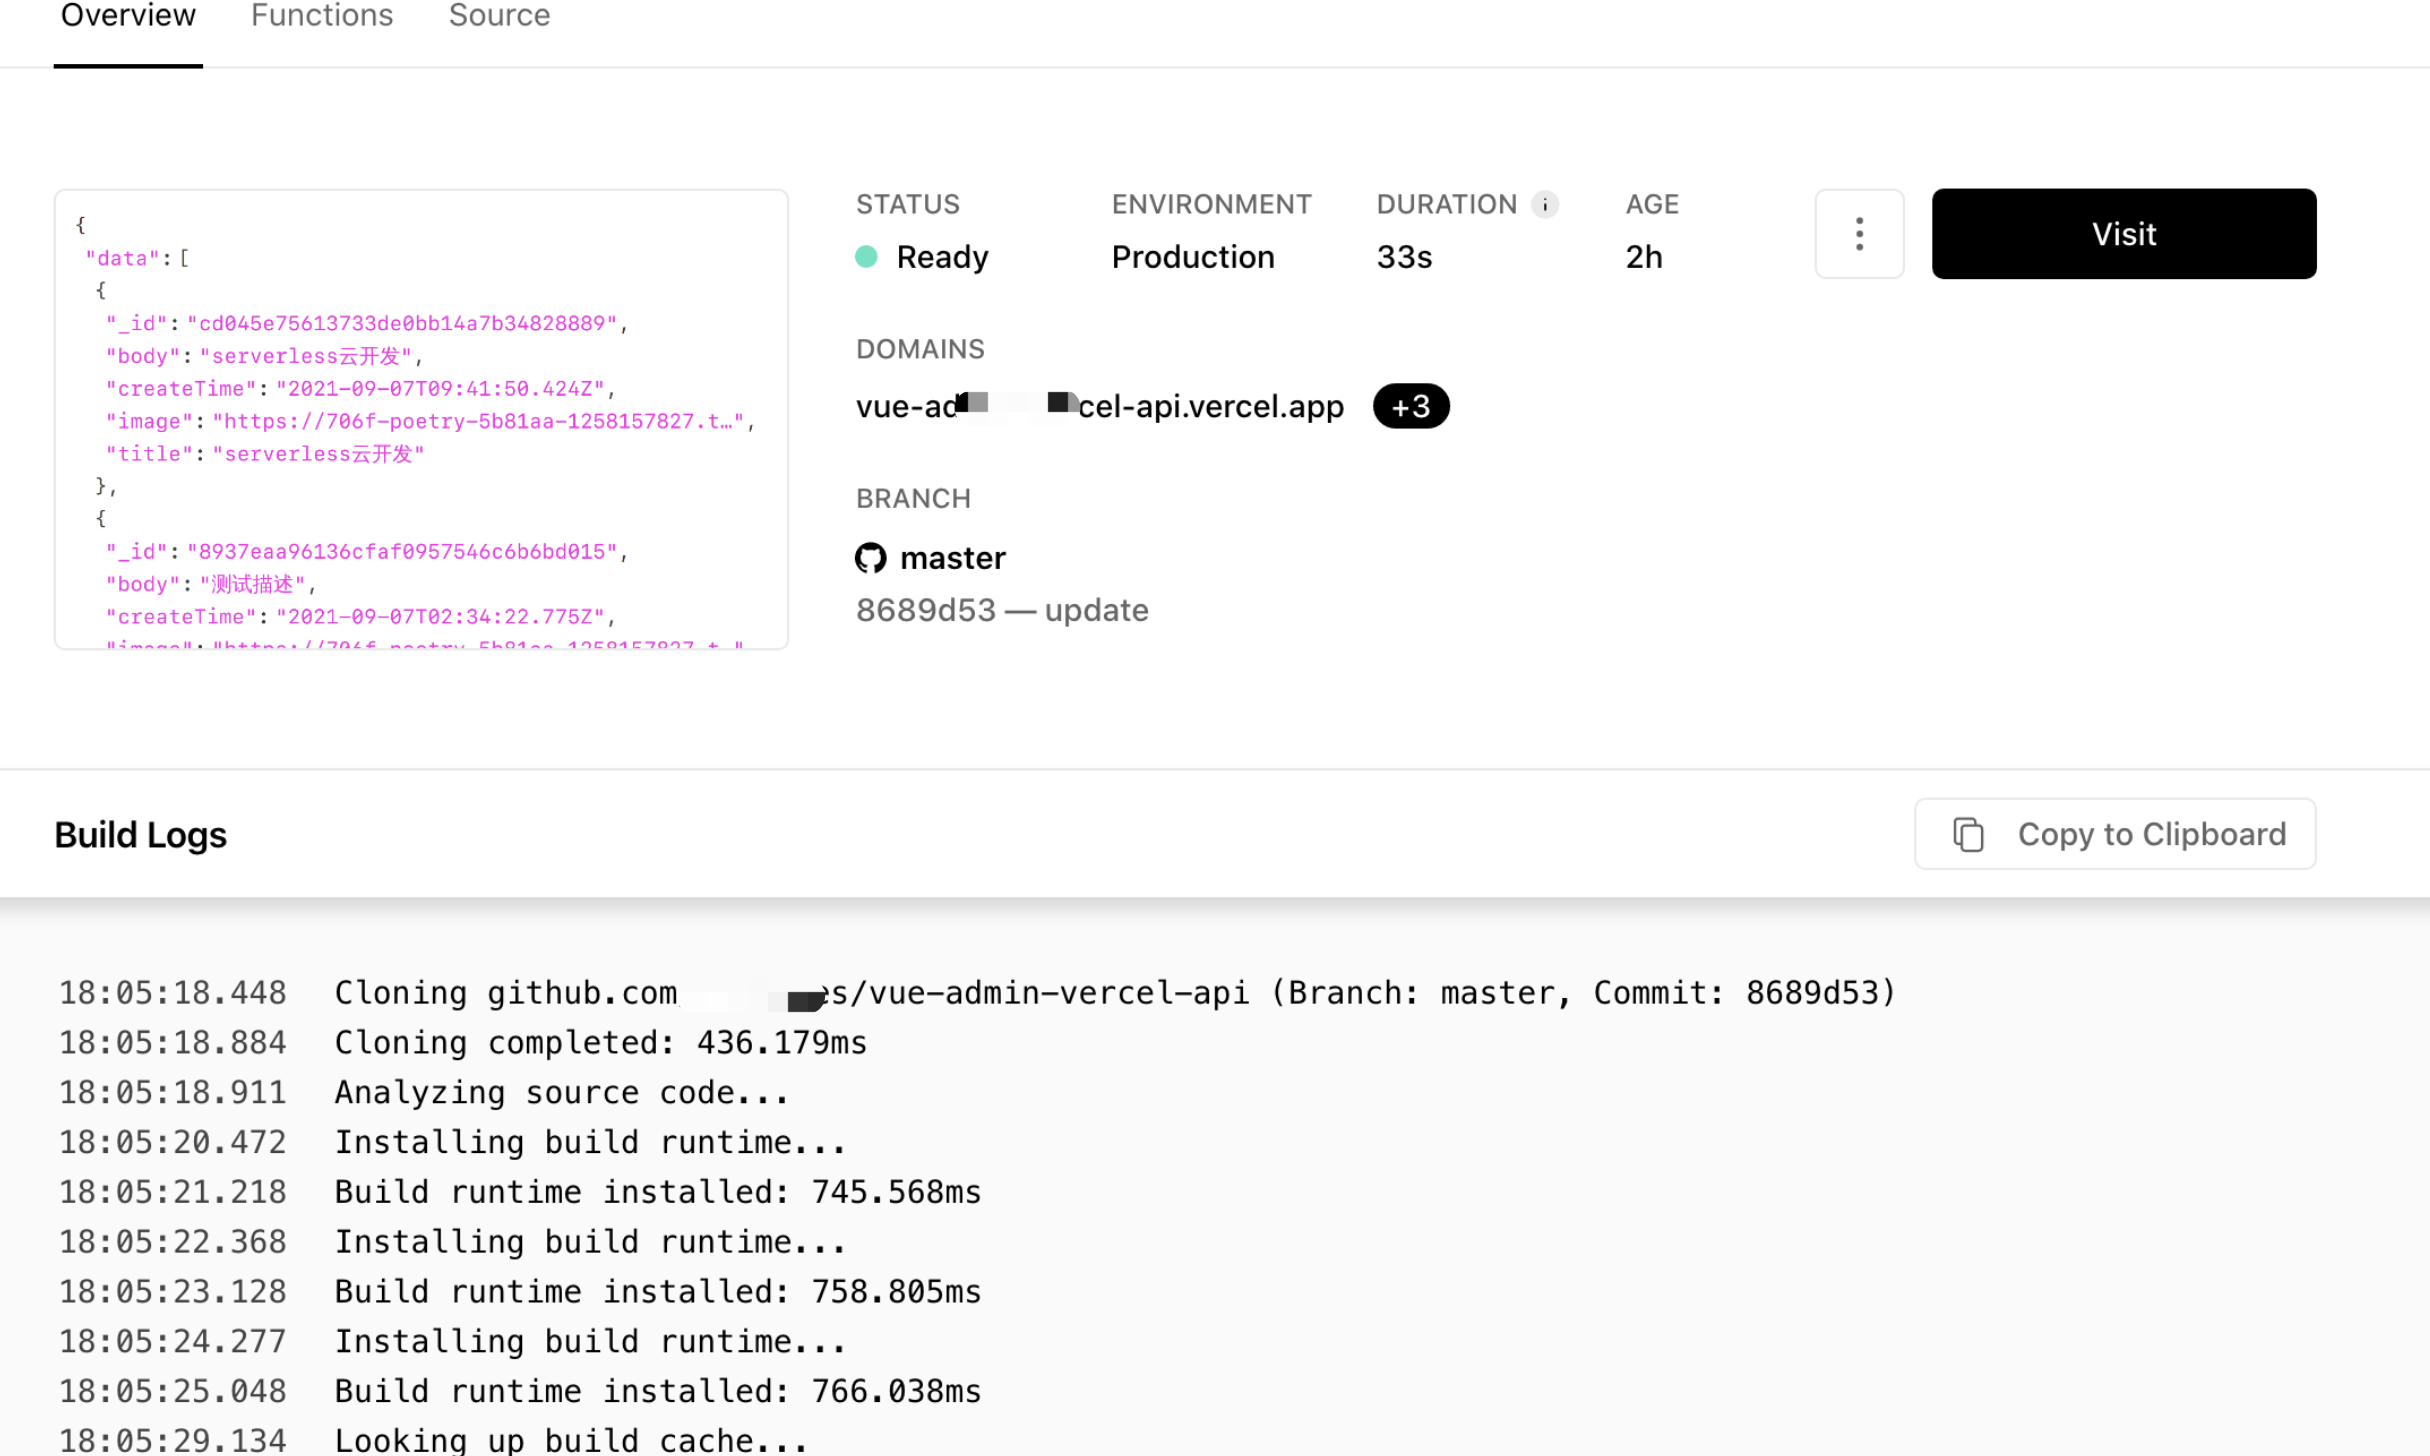 Overview Functions Source
{
"data": [
{
"_id": "cd045e75613733de0bb14a7b34828889",
"body": "serverless云开发",
"createTime": "2021-09-07T09:41:50.424Z",
"image": "https://706f-poetry-5b81aa-1258157827.t…",
"title": "serverless云开发"
},
{
"_id": "8937eaa96136cfaf0957546c6b6bd015",
"body": "测试描述",
"createTime": "2021-09-07T02:34:22.775Z",
"image": "https://706f-poetry-5b81aa-1258157827.t…"
STATUS ENVIRONMENT DURATION i AGE
Ready Production 33s 2h
Visit
DOMAINS
vue-ad cel-api.vercel.app +3
BRANCH
master
8689d53 — update
Build Logs
Copy to Clipboard
18:05:18.448 Cloning github.com s/vue-admin-vercel-api (Branch: master, Commit: 8689d53)
18:05:18.884 Cloning completed: 436.179ms
18:05:18.911 Analyzing source code...
18:05:20.472 Installing build runtime...
18:05:21.218 Build runtime installed: 745.568ms
18:05:22.368 Installing build runtime...
18:05:23.128 Build runtime installed: 758.805ms
18:05:24.277 Installing build runtime...
18:05:25.048 Build runtime installed: 766.038ms
18:05:29.134 Looking up build cache...